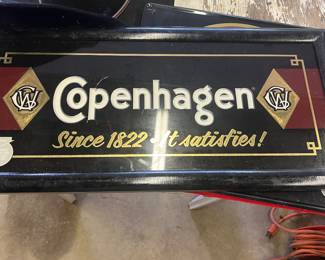 Copenhagen
Since 1822 • It satisfies!